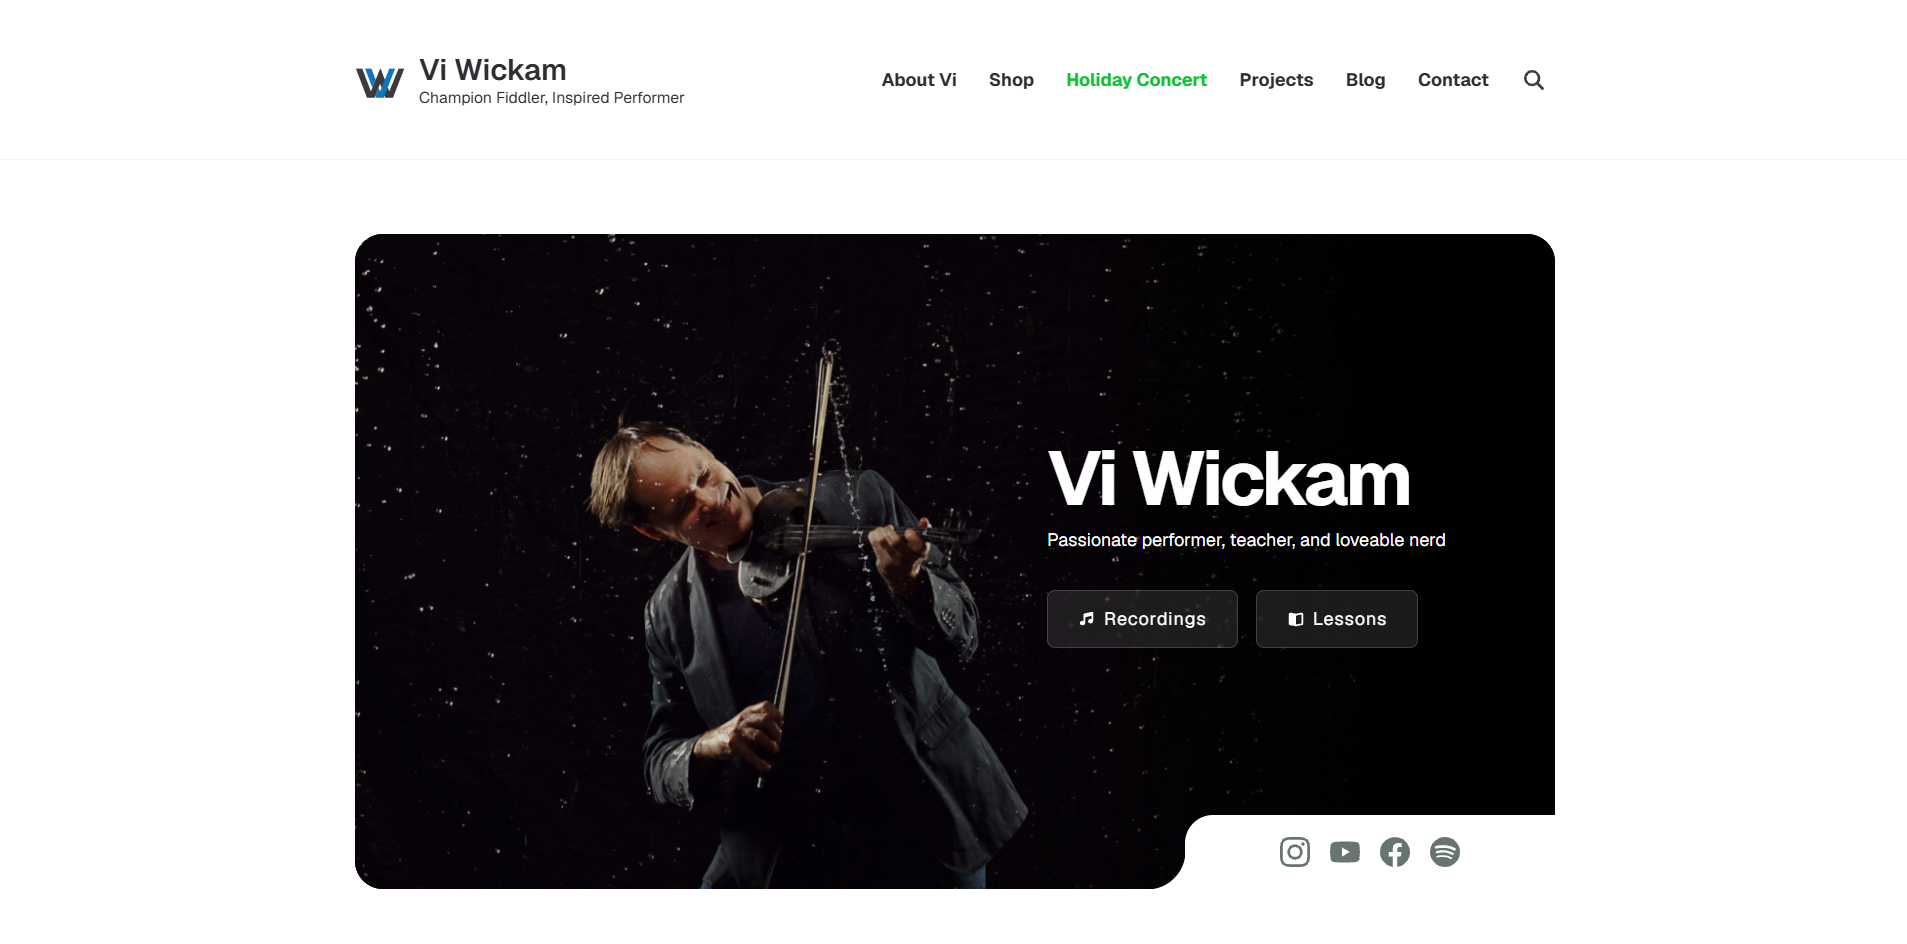 Vi Wickam
Champion Fiddler, Inspired Performer
About Vi Shop Holiday Concert Projects Blog Contact
Vi Wickam
Passionate performer, teacher, and loveable nerd
Recordings Lessons